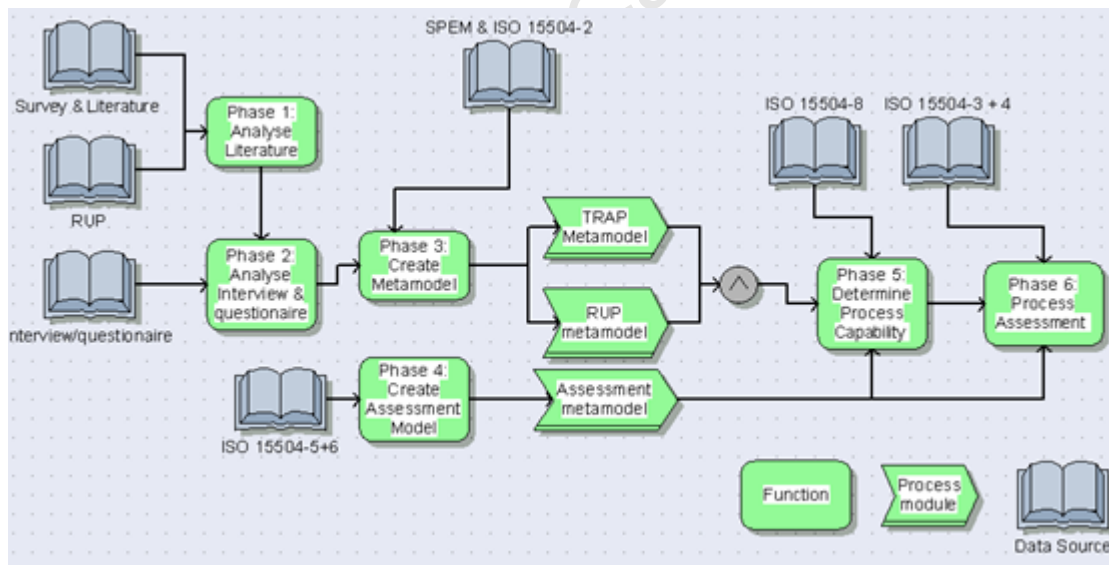 SPEM & ISO 15504-2
Survey & Literature
Phase 1:
Analyse
Literature
ISO 15504-8
ISO 15504-3 + 4
RUP
TRAP
Metamodel
Phase 2:
Analyse
Interview &
questionaire
Phase 3:
Create
Metamodel
Phase 5:
Determine
Process
Capability
Phase 6:
Process
Assessment
RUP
metamodel
nterview/questionaire
Phase 4:
Create
Assessment
Model
Assessment
metamodel
ISO 15504-5+6
Function
Process
module
Data Source